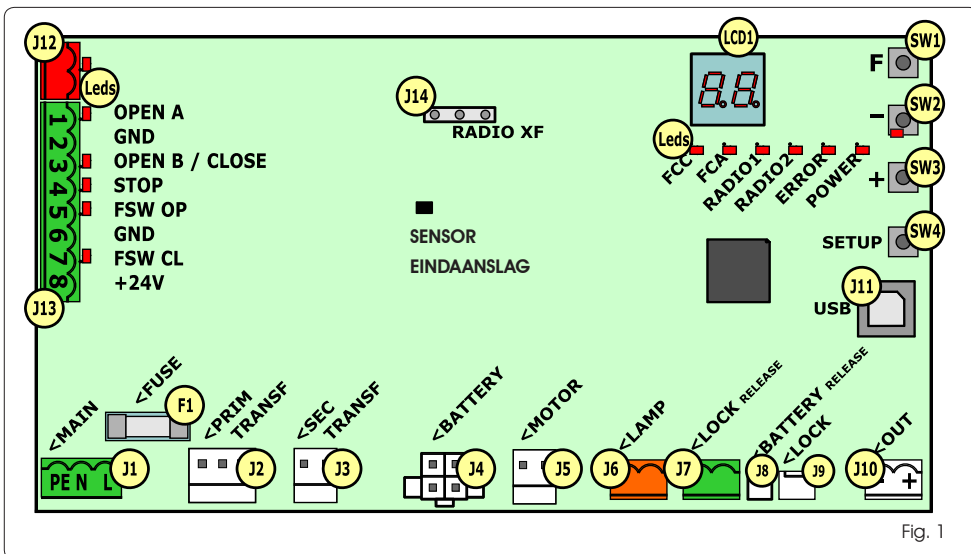 J12
Leds
1 OPEN A
2 GND
3 OPEN B / CLOSE
4 STOP
5 FSW OP
6 GND
7 FSW CL
8 +24V
J13
J14
RADIO XF
SENSOR
EINDAANSLAG
LCD1
8.8.
Leds
FCC
FCA
RADIO1
RADIO2
ERROR
POWER
SW1
F
SW2
-
SW3
+
SW4
SETUP
J11
USB
<MAIN
<FUSE
<PRIM
TRANSF
<SEC
TRANSF
<BATTERY
<MOTOR
<LAMP
<LOCK RELEASE
<BATTERY RELEASE
<LOCK
<OUT
F1
PE N L
J1
J2
J3
J4
J5
J6
J7
J8
J9
J10
- +
Fig. 1